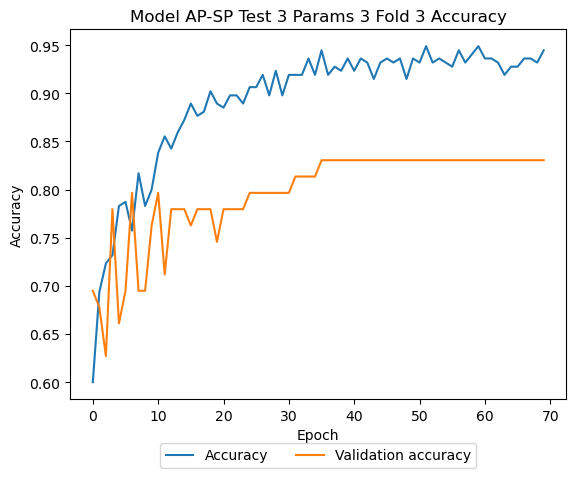 Model AP-SP Test 3 Params 3 Fold 3 Accuracy
0.95
0.90
0.85
0.80
0.75
0.70
0.65
0.60
Accuracy
0 10 20 30 40 50 60 70
Epoch
Accuracy Validation accuracy